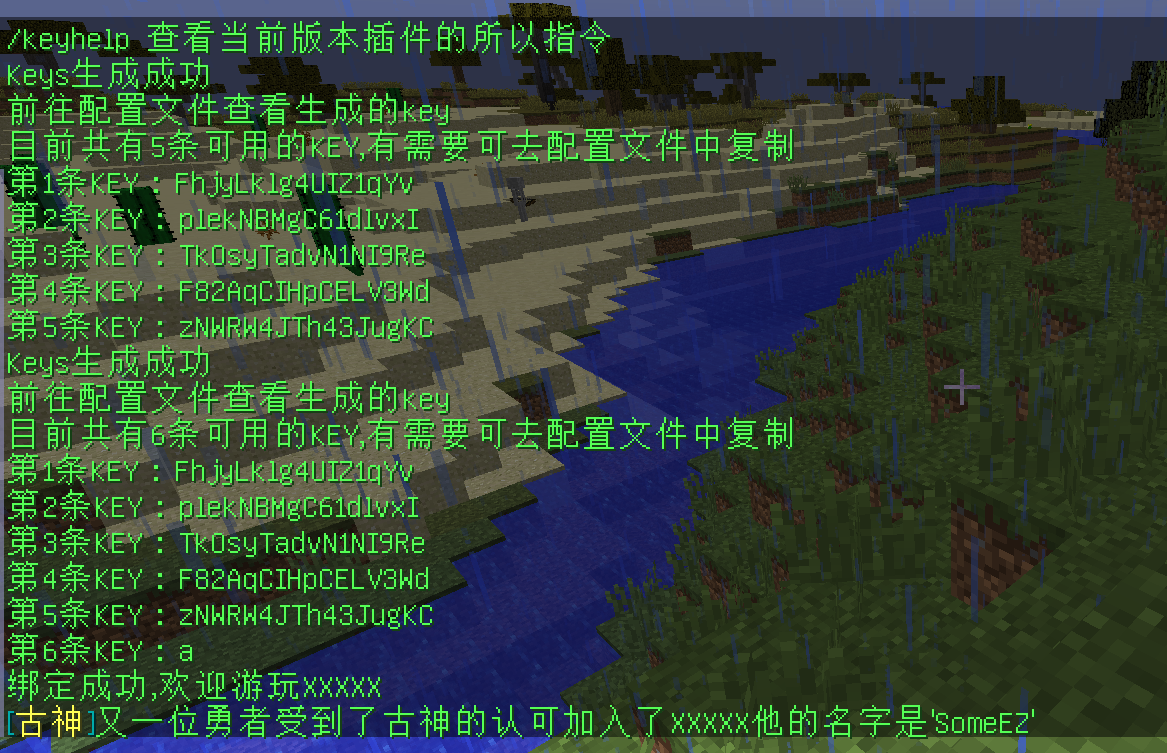 /keyhelp 查看当前版本插件的所以指令
Keys生成成功
前往配置文件查看生成的key
目前共有5条可用的KEY,有需要可去配置文件中复制
第1条KEY：FhjyLklg4UIZ1qYv
第2条KEY：plekNBMgC61dlvxI
第3条KEY：TkOsyTadvN1NI9Re
第4条KEY：F82AqCIHpCELV3Wd
第5条KEY：zNWRW4JTh43JugKC
Keys生成成功
前往配置文件查看生成的key
目前共有6条可用的KEY,有需要可去配置文件中复制
第1条KEY：FhjyLklg4UIZ1qYv
第2条KEY：plekNBMgC61dlvxI
第3条KEY：TkOsyTadvN1NI9Re
第4条KEY：F82AqCIHpCELV3Wd
第5条KEY：zNWRW4JTh43JugKC
第6条KEY：a
绑定成功,欢迎游玩XXXXX
[古神]又一位勇者受到了古神的认可加入了XXXXX他的名字是'SomeEZ'